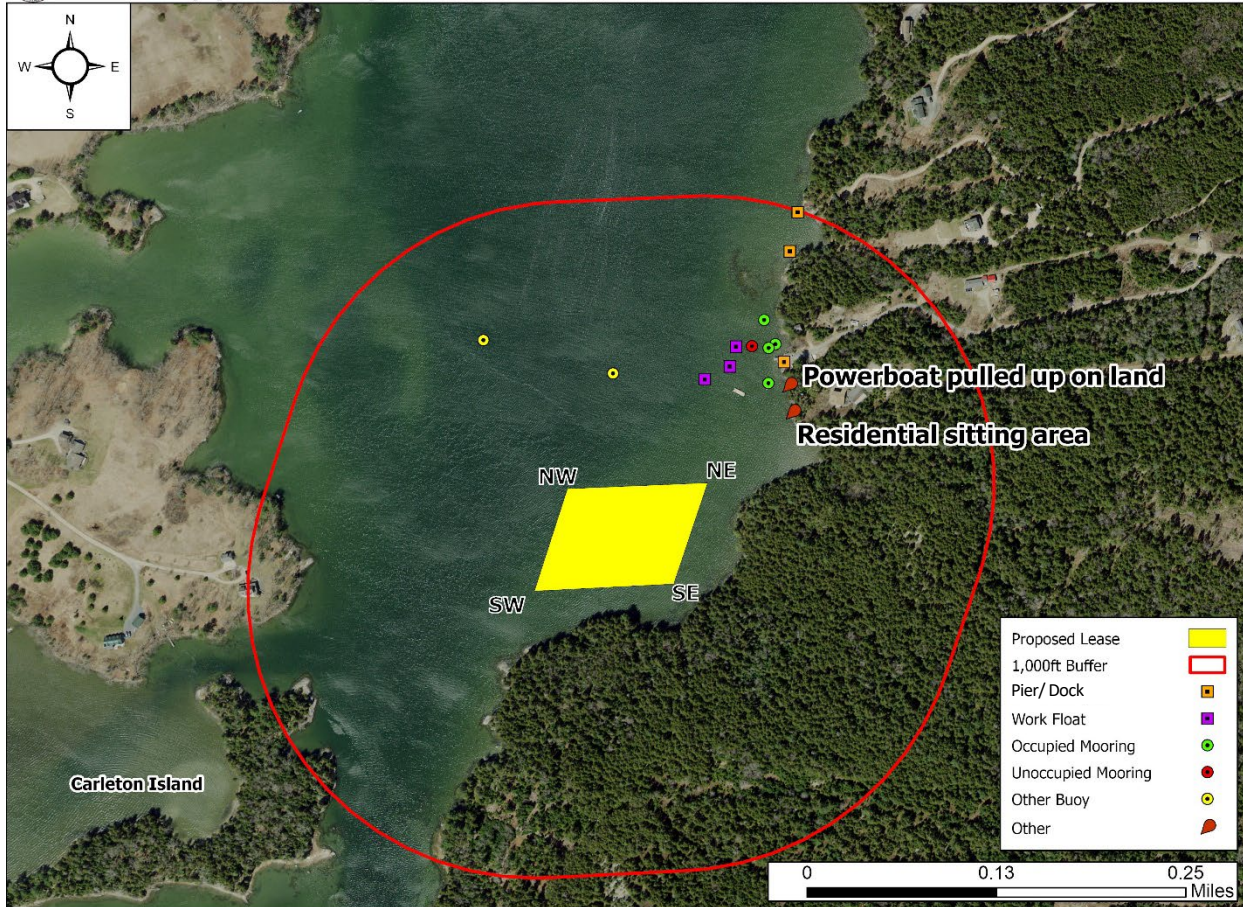 N
W E
S
Powerboat pulled up on land
Residential sitting area
NW NE
SW SE
Carleton Island
Proposed Lease
1,000ft Buffer
Pier/ Dock
Work Float
Occupied Mooring
Unoccupied Mooring
Other Buoy
Other
0 0.13 0.25
Miles